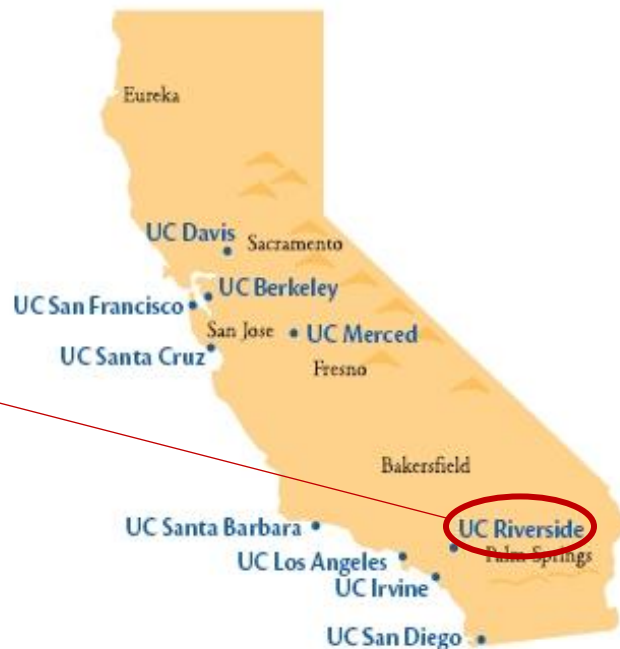 Eureka
UC Davis
Sacramento
UC Berkeley
UC San Francisco
San Jose
UC Merced
UC Santa Cruz
Fresno
Bakersfield
UC Santa Barbara
UC Riverside
UC Los Angeles
Palm Springs
UC Irvine
UC San Diego